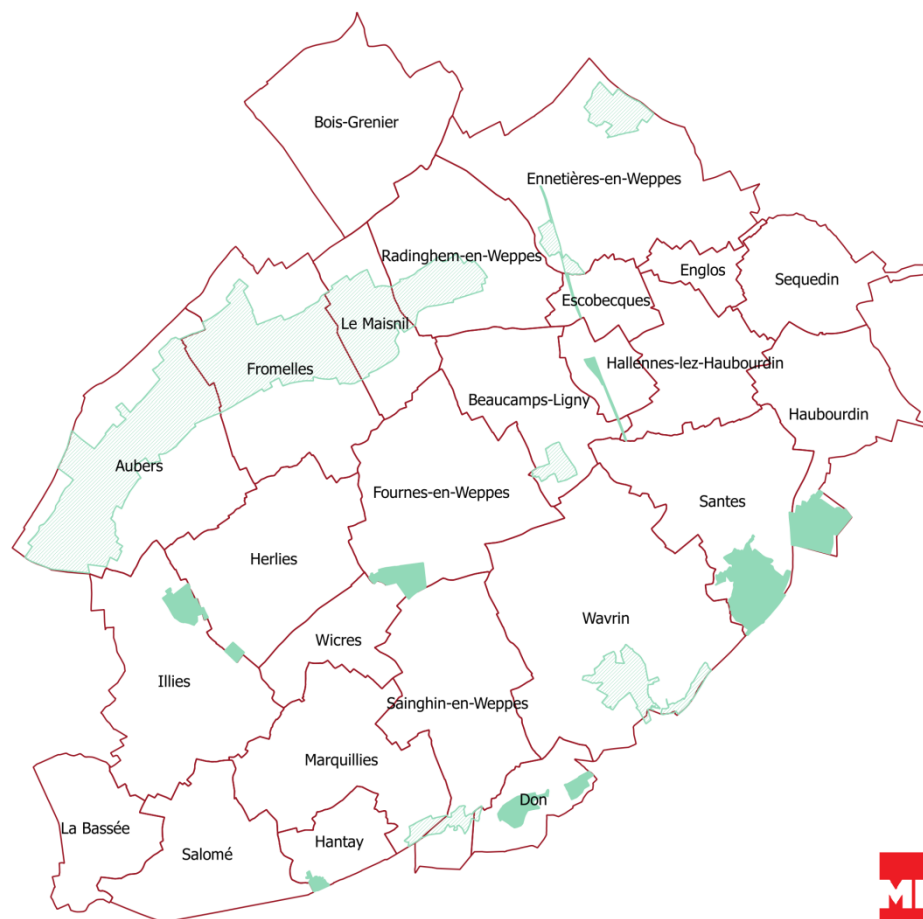 Bois-Grenier
Ennetières-en-Weppes
Radinghem-en-Weppes
Englos
Sequedin
Escobecques
Le Maisnil
Fromelles
Hallennes-lez-Haubourdin
Beaucamps-Ligny
Haubourdin
Aubers
Fournes-en-Weppes
Santes
Herlies
Wavrin
Wicres
Illies
Sainghin-en-Weppes
Marquillies
Don
La Bassée
Hantay
Salomé